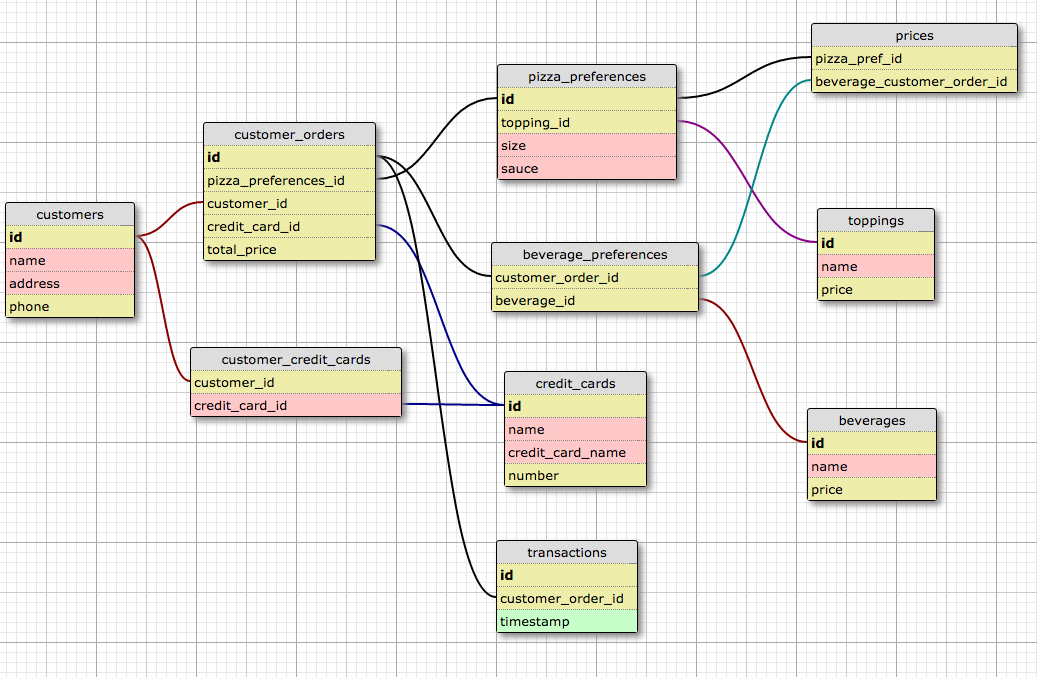 customers
id
name
address
phone
customer_orders
id
pizza_preferences_id
customer_id
credit_card_id
total_price
customer_credit_cards
customer_id
credit_card_id
pizza_preferences
id
topping_id
size
sauce
beverage_preferences
customer_order_id
beverage_id
credit_cards
id
name
credit_card_name
number
transactions
id
customer_order_id
timestamp
prices
pizza_pref_id
beverage_customer_order_id
toppings
id
name
price
beverages
id
name
price